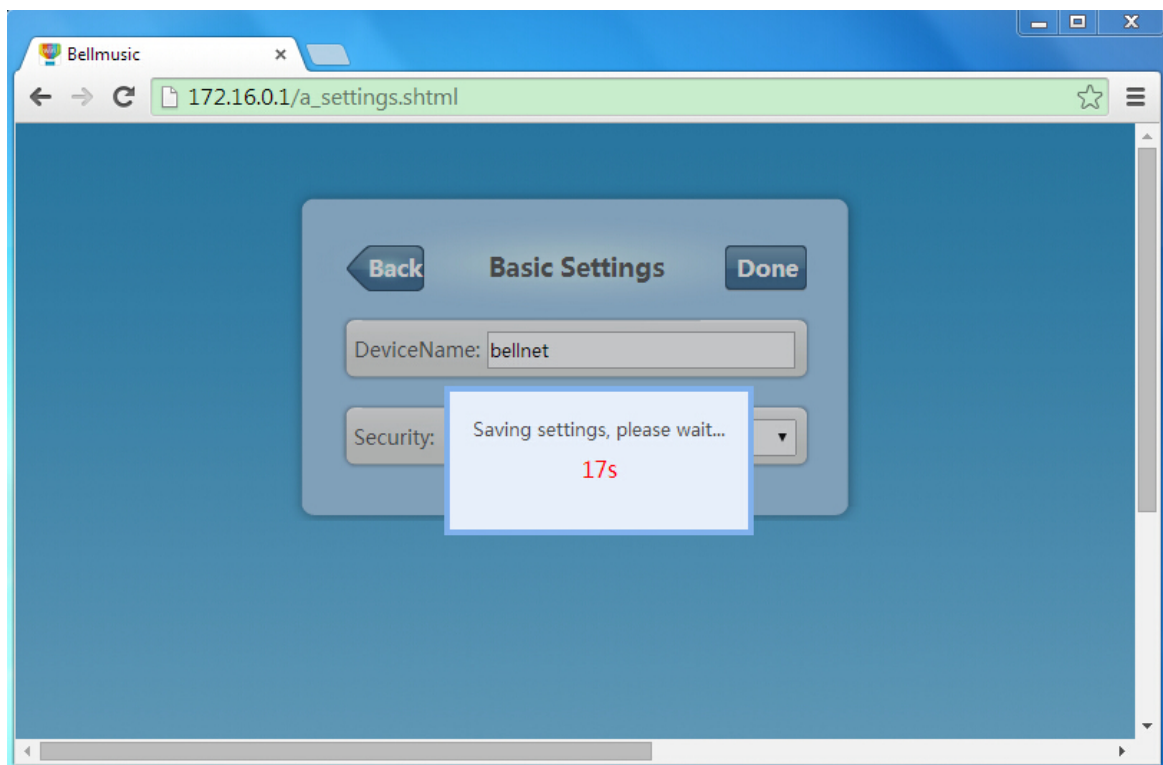 Bellmusic
172.16.0.1/a_settings.shtml
Back
Basic Settings
Done
DeviceName: bellnet
Security:
Saving settings, please wait...
17s